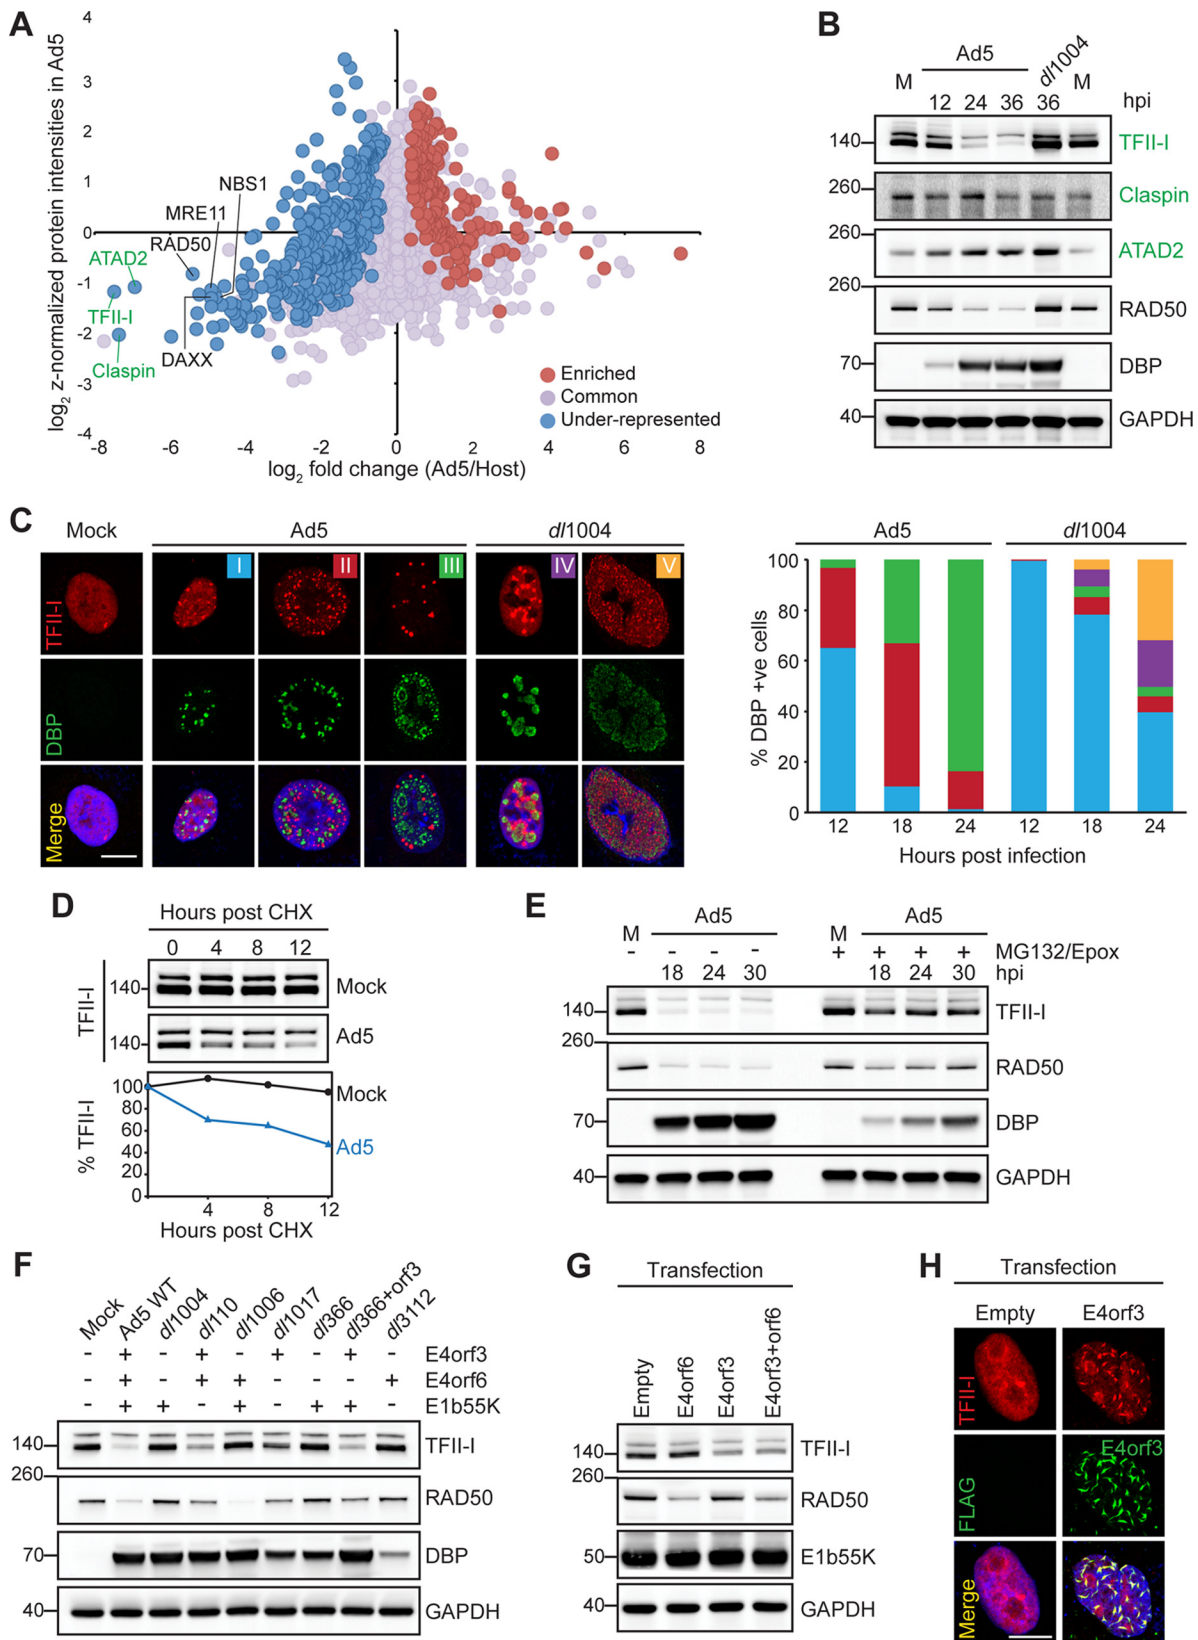 A
log2 z-normalized protein intensities in Ad5
4
3
2
1
0
-1
-2
-3
-4
NBS1
MRE11
RAD50
ATAD2
TFII-I
DAXX
Claspin
Enriched
Common
Under-represented
-8 -6 -4 -2 0 2 4 6 8
log2 fold change (Ad5/Host)
B
Ad5
M dl1004 M
12 24 36 36 hpi
140 TFII-I
260 Claspin
260 ATAD2
260 RAD50
70 DBP
40 GAPDH
C
Mock Ad5 dl1004
I II III IV V
TFII-I
DBP
Merge
Ad5 dl1004
% DBP +ve cells
100
80
60
40
20
0
12 18 24 12 18 24
Hours post infection
D
Hours post CHX
0 4 8 12
TFII-I
140 Mock
140 Ad5
% TFII-I
100
80
60
40
20
0
Mock
Ad5
4 8 12
Hours post CHX
E
Ad5 Ad5
M M
- - - - + + + + MG132/Epox
18 24 30 18 24 30 hpi
140 TFII-I
260 RAD50
70 DBP
40 GAPDH
F
Mock Ad5 WT dl1004 dl110 dl1006 dl1017 dl366 dl366+orf3 dl3112
- + - + - + - + - E4orf3
- + - + + - - - + E4orf6
- + + - + - + + - E1b55K
140 TFII-I
260 RAD50
70 DBP
40 GAPDH
G
Transfection
Empty E4orf6 E4orf3 E4orf3+orf6
140 TFII-I
260 RAD50
50 E1b55K
40 GAPDH
H
Transfection
Empty E4orf3
TFII-I
FLAG
E4orf3
Merge